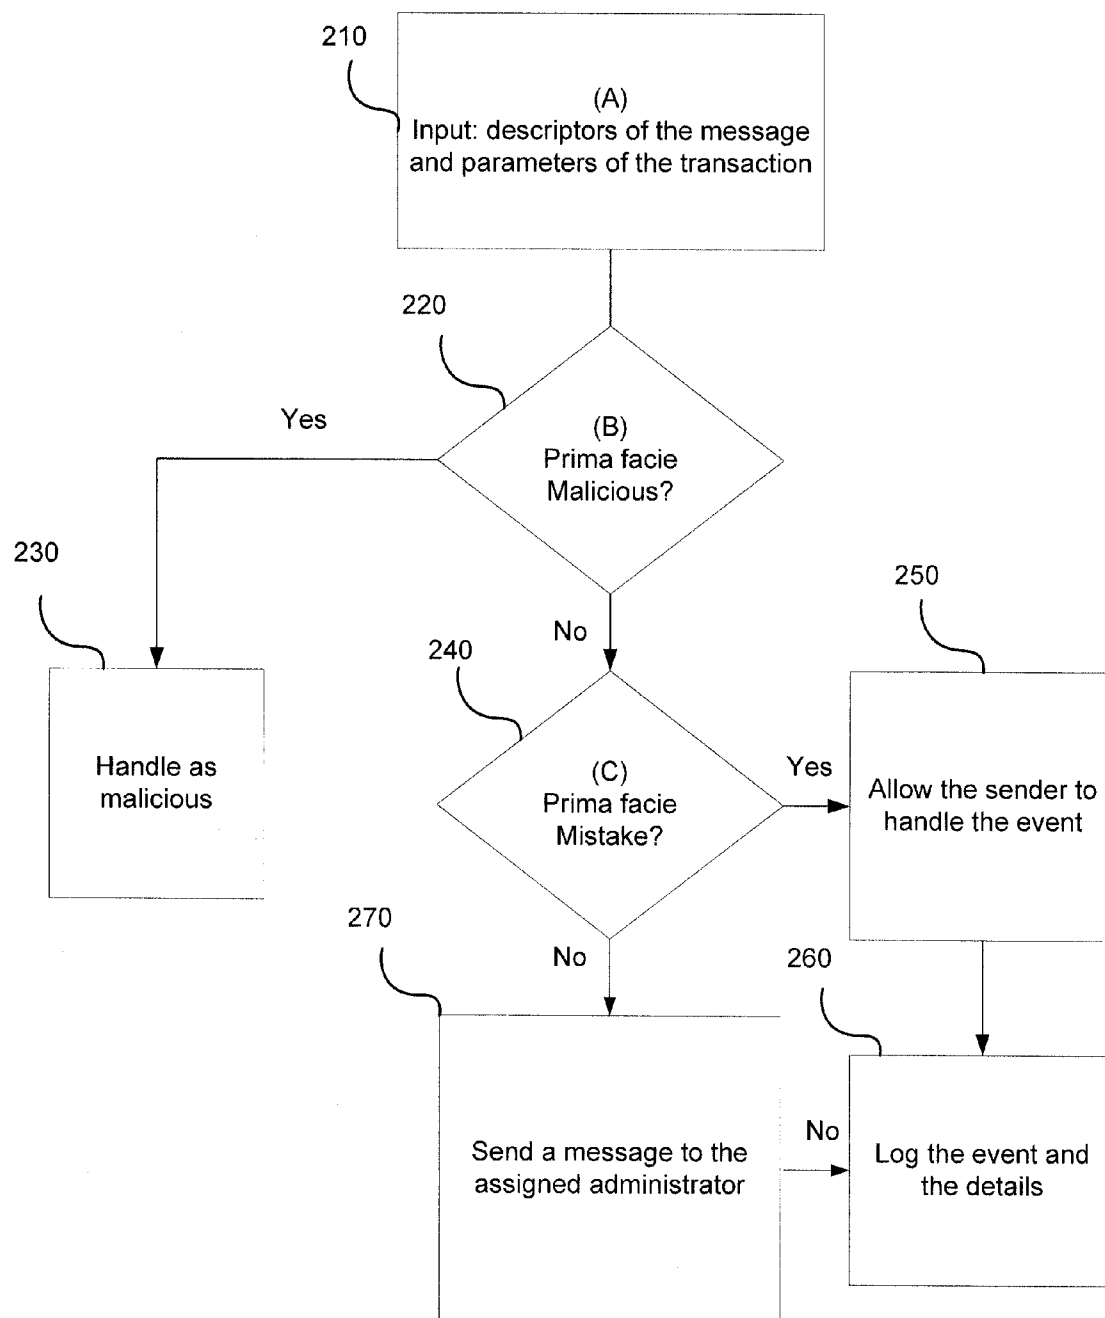 210
(A)
Input: descriptors of the message
and parameters of the transaction
220
Yes
(B)
Prima facie
Malicious?
230
250
No
240
Handle as
malicious
(C)
Prima facie
Mistake?
Yes
Allow the sender to
handle the event
270
No
260
Send a message to the
assigned administrator
No
Log the event and
the details